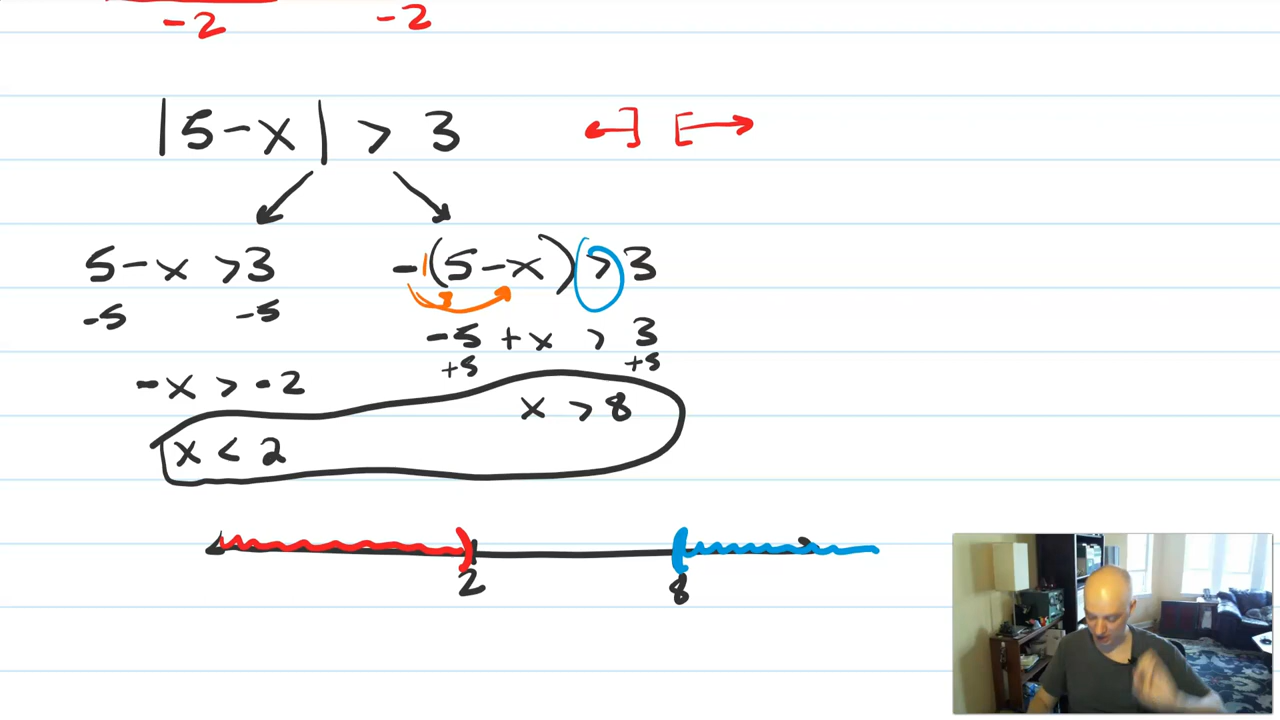 -2 -2
|5-x| > 3
5-x >3 -1(5-x) > 3
-5 -5
-5 +x > 3
+5 +5
-x > -2
x > 8
x < 2
2 8